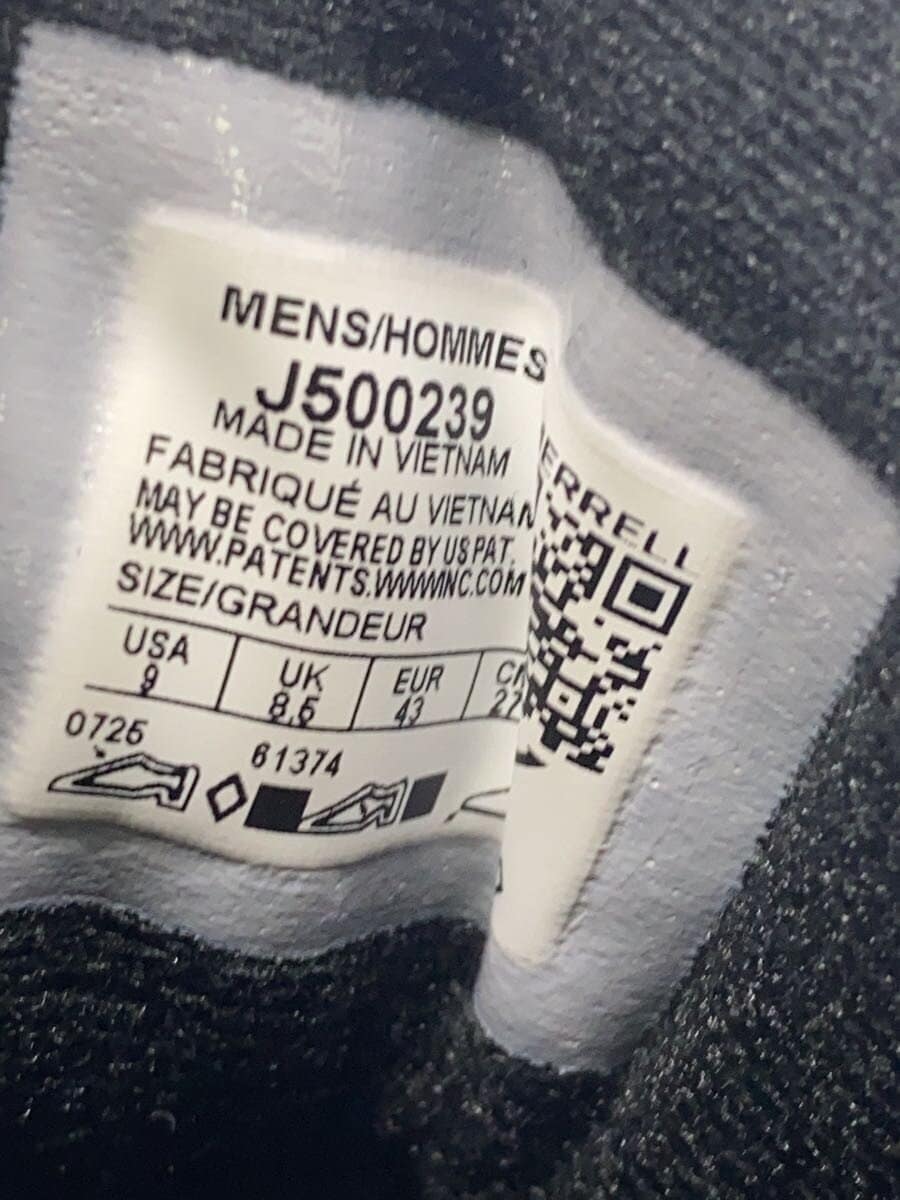 MENS/HOMMES
J500239
MADE IN VIETNAM
FABRIQUÉ AU VIETNAM
MAY BE COVERED BY US PAT.
WWW.PATENTS.WWWINC.COM
SIZE/GRANDEUR
USA UK EUR
9 8.5 43
0725 61374
ERRELL